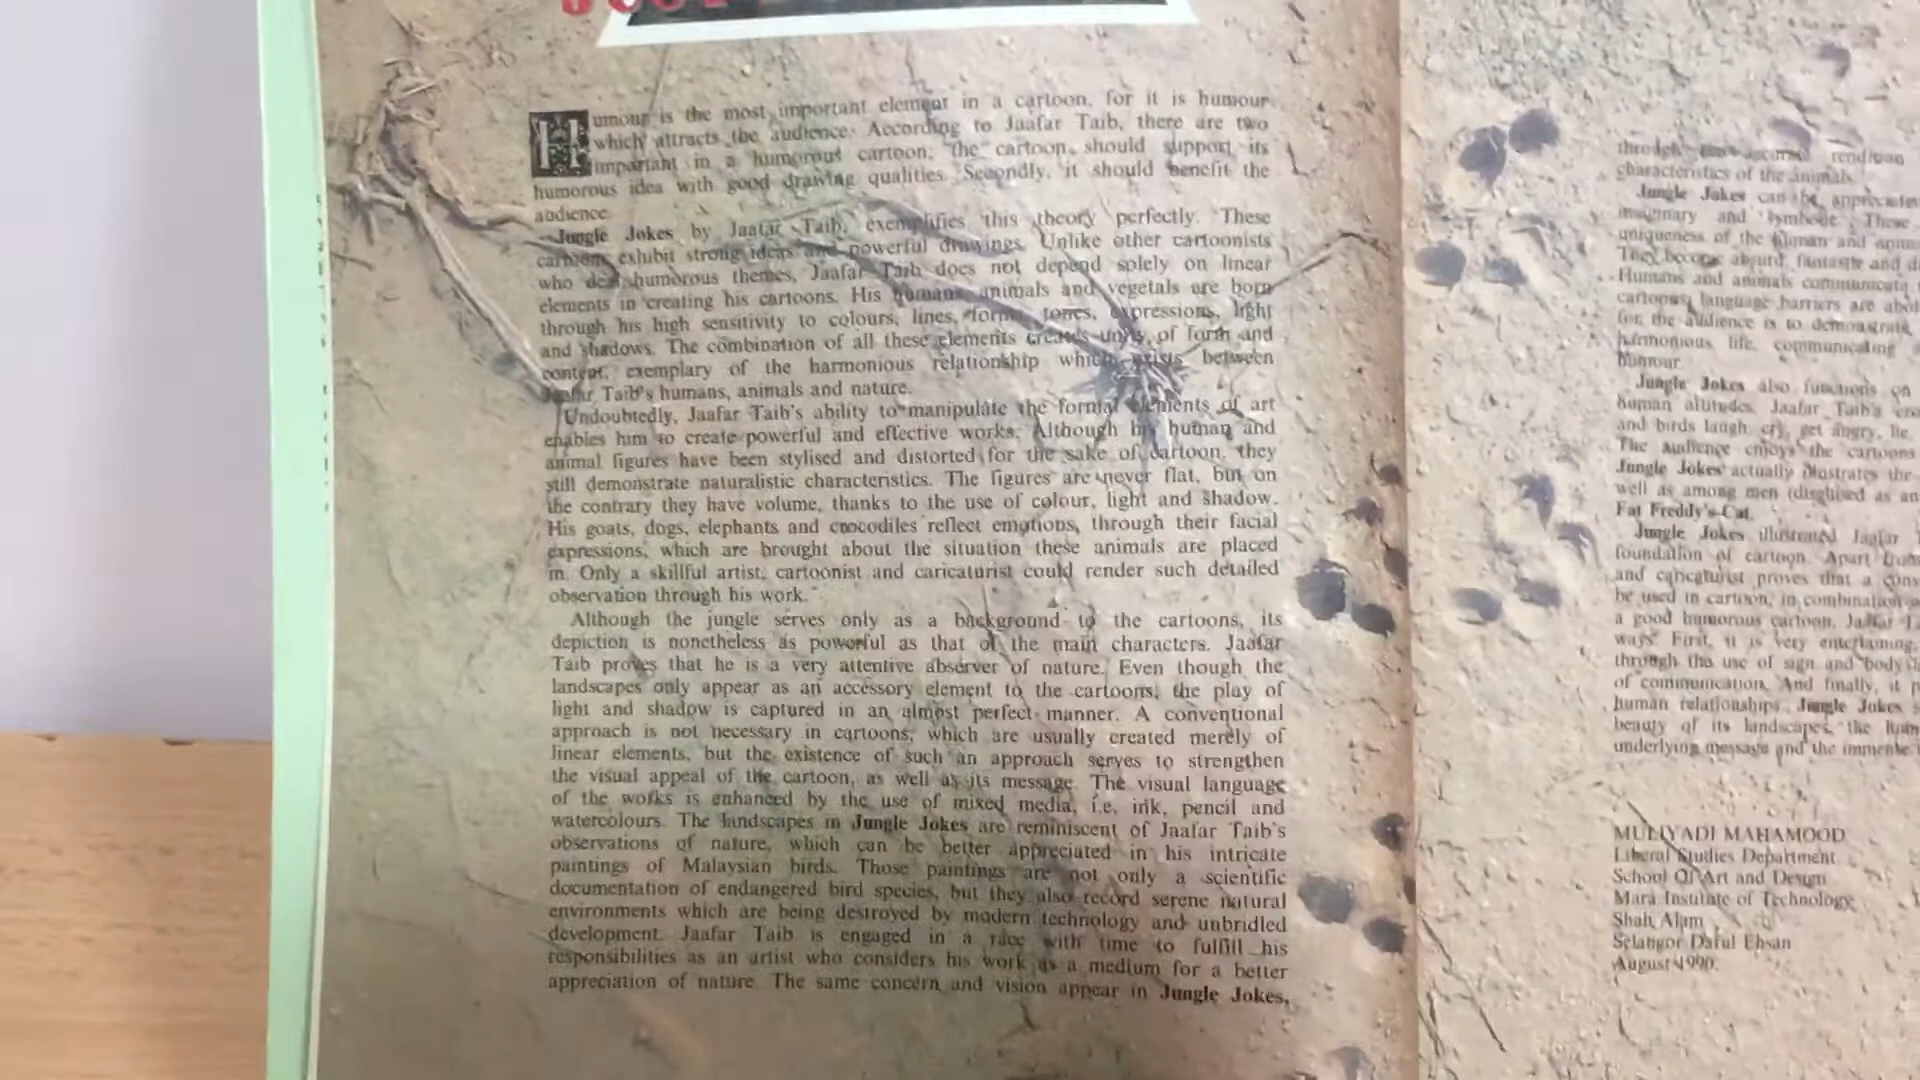 Humour is the most important element in a cartoon, for it is humour
which attracts the audience. According to Jaafar Taib, there are two
important in a humorous cartoon; the cartoon should support its
humorous idea with good drawing qualities. Secondly, it should benefit the
audience.
Jungle Jokes by Jaafar Taib, exemplifies this theory perfectly. These
cartoons exhibit strong ideas and powerful drawings. Unlike other cartoonists
who humorous themes, Jaafar Taib does not depend solely on linear
elements in creating his cartoons. His humans, animals and vegetals are born
through his high sensitivity to colours, lines, forms, tones, expressions, light
and shadows. The combination of all these elements creates unity of form and
content, exemplary of the harmonious relationship which exists between
Jaafar Taib's humans, animals and nature.
Undoubtedly, Jaafar Taib's ability to manipulate the formal elements of art
enables him to create powerful and effective works. Although his human and
animal figures have been stylised and distorted for the sake of cartoon, they
still demonstrate naturalistic characteristics. The figures are never flat, but on
the contrary they have volume, thanks to the use of colour, light and shadow.
His goats, dogs, elephants and crocodiles reflect emotions, through their facial
expressions, which are brought about the situation these animals are placed
in. Only a skillful artist, cartoonist and caricaturist could render such detailed
observation through his work.
Although the jungle serves only as a background to the cartoons, its
depiction is nonetheless as powerful as that of the main characters. Jaafar
Taib proves that he is a very attentive observer of nature. Even though the
landscapes only appear as an accessory element to the cartoons, the play of
light and shadow is captured in an almost perfect manner. A conventional
approach is not necessary in cartoons, which are usually created merely of
linear elements, but the existence of such an approach serves to strengthen
the visual appeal of the cartoon, as well as its message. The visual language
of the works is enhanced by the use of mixed media, i.e. ink, pencil and
watercolours. The landscapes in Jungle Jokes are reminiscent of Jaafar Taib's
observations of nature, which can be better appreciated in his intricate
paintings of Malaysian birds. Those paintings are not only a scientific
documentation of endangered bird species, but they also record serene natural
environments which are being destroyed by modern technology and unbridled
development. Jaafar Taib is engaged in a race with time to fulfill his
responsibilities as an artist who considers his work as a medium for a better
appreciation of nature. The same concern and vision appear in Jungle Jokes,
through rendition
characteristics of the animals.
Jungle Jokes can be
imaginary and symbolic. These
uniqueness of the human and
They become absurd, fantastic and
Humans and animals communicate
cartoons, language barriers are
for the audience is to demonstrate,
harmonious life, communicating
humour.
Jungle Jokes also functions on
human attitudes. Jaafar Taib's
and birds laugh, cry, get angry, lie
The audience enjoys the cartoons
Jungle Jokes actually illustrates the
well as among men (disguised as
Fat Freddy's Cat.
Jungle Jokes illustrated Jaafar
foundation of cartoon. Apart from
and caricaturist proves that a
be used in cartoon, in combination
a good humorous cartoon, Jaafar
ways. First, it is very entertaining.
through the use of sign and body
of communication. And finally, it
human relationships. Jungle Jokes
beauty of its landscapes, the
underlying message and the immense
MULIYADI MAHAMOOD
Liberal Studies Department
School Of Art and Design
Mara Institute of Technology
Shah Alam
Selangor Darul Ehsan
August 1990.